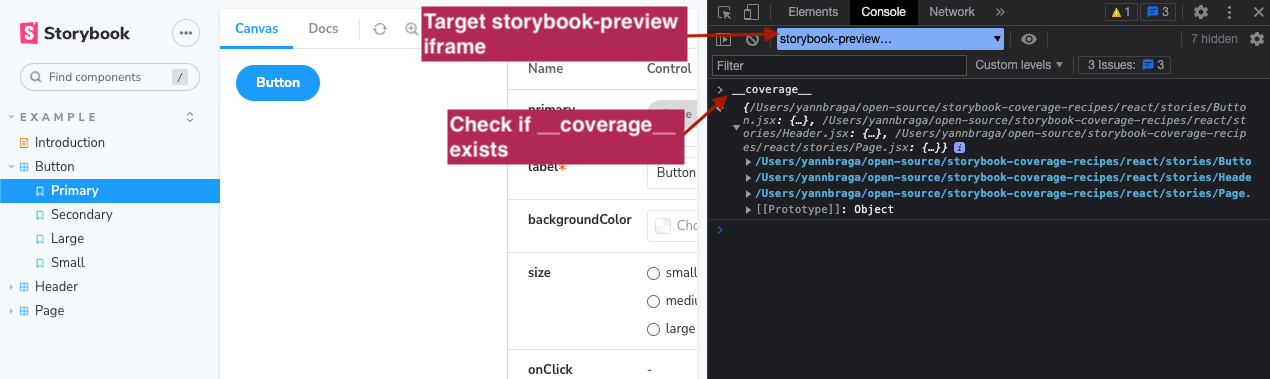 Storybook
Find components
/
EXAMPLE
Introduction
Button
Primary
Secondary
Large
Small
Header
Page
Canvas
Docs
Button
Target storybook-preview
iframe
Name
Control
primary
Check if __coverage__
exists
label*
Button
backgroundColor
Cho
size
small
mediu
large
onClick
-
Elements
Console
Network
»
1
3
storybook-preview…
7 hidden
Filter
Custom levels
3 Issues:
3
__coverage__
{/Users/yannbraga/open-source/storybook-coverage-recipes/react/stories/Butto
n.jsx: {…}, /Users/yannbraga/open-source/storybook-coverage-recipes/react/st
ories/Header.jsx: {…}, /Users/yannbraga/open-source/storybook-coverage-recip
es/react/stories/Page.jsx: {…}}
/Users/yannbraga/open-source/storybook-coverage-recipes/react/stories/Butto
/Users/yannbraga/open-source/storybook-coverage-recipes/react/stories/Heade
/Users/yannbraga/open-source/storybook-coverage-recipes/react/stories/Page.
[[Prototype]]: Object